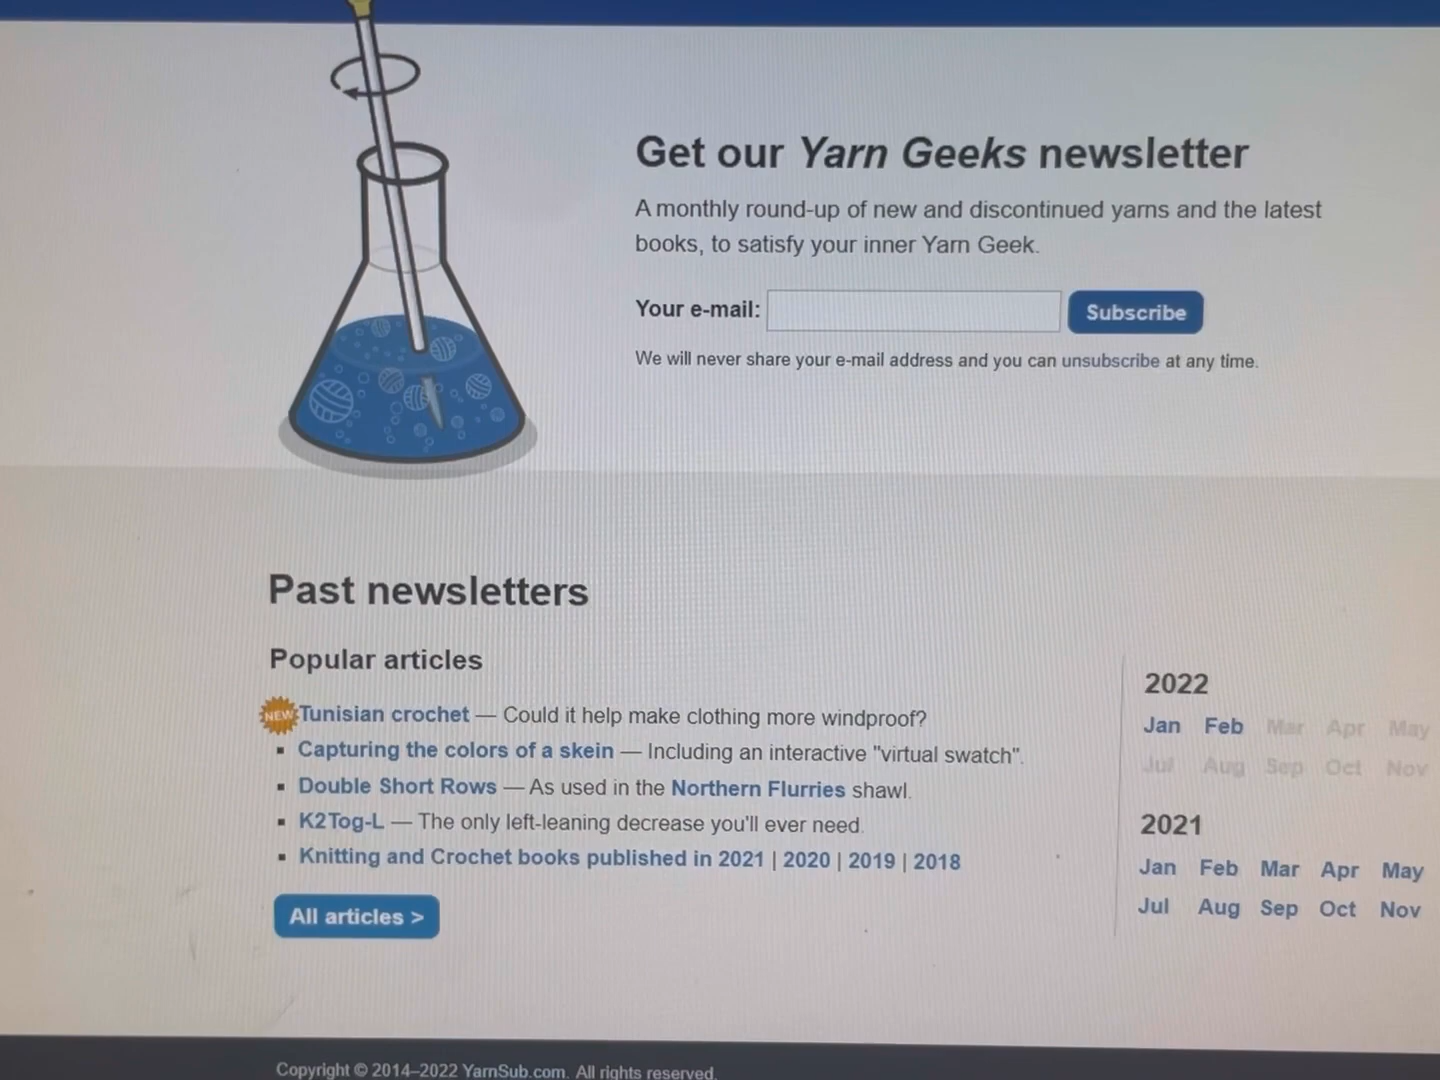 Get our Yarn Geeks newsletter
A monthly round-up of new and discontinued yarns and the latest
books, to satisfy your inner Yarn Geek.
Your e-mail: Subscribe
We will never share your e-mail address and you can unsubscribe at any time.
Past newsletters
Popular articles
NEW Tunisian crochet — Could it help make clothing more windproof?
▪ Capturing the colors of a skein — Including an interactive "virtual swatch".
▪ Double Short Rows — As used in the Northern Flurries shawl.
▪ K2Tog-L — The only left-leaning decrease you'll ever need.
▪ Knitting and Crochet books published in 2021 | 2020 | 2019 | 2018
All articles >
2022
Jan Feb Mar Apr May
Jul Aug Sep Oct Nov
2021
Jan Feb Mar Apr May
Jul Aug Sep Oct Nov
Copyright © 2014–2022 YarnSub.com. All rights reserved.